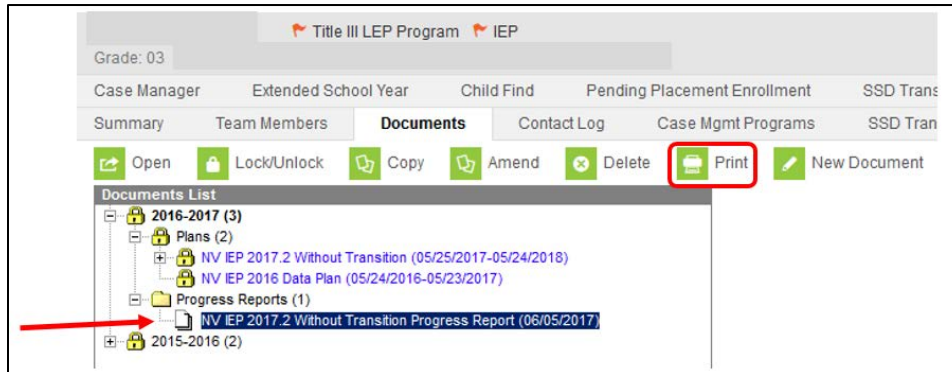 Title III LEP Program IEP
Grade: 03
Case Manager Extended School Year Child Find Pending Placement Enrollment SSD Trans
Summary Team Members Documents Contact Log Case Mgmt Programs SSD Tran
Open Lock/Unlock Copy Amend Delete Print New Document
Documents List
2016-2017 (3)
Plans (2)
NV IEP 2017.2 Without Transition (05/25/2017-05/24/2018)
NV IEP 2016 Data Plan (05/24/2016-05/23/2017)
Progress Reports (1)
NV IEP 2017.2 Without Transition Progress Report (06/05/2017)
2015-2016 (2)